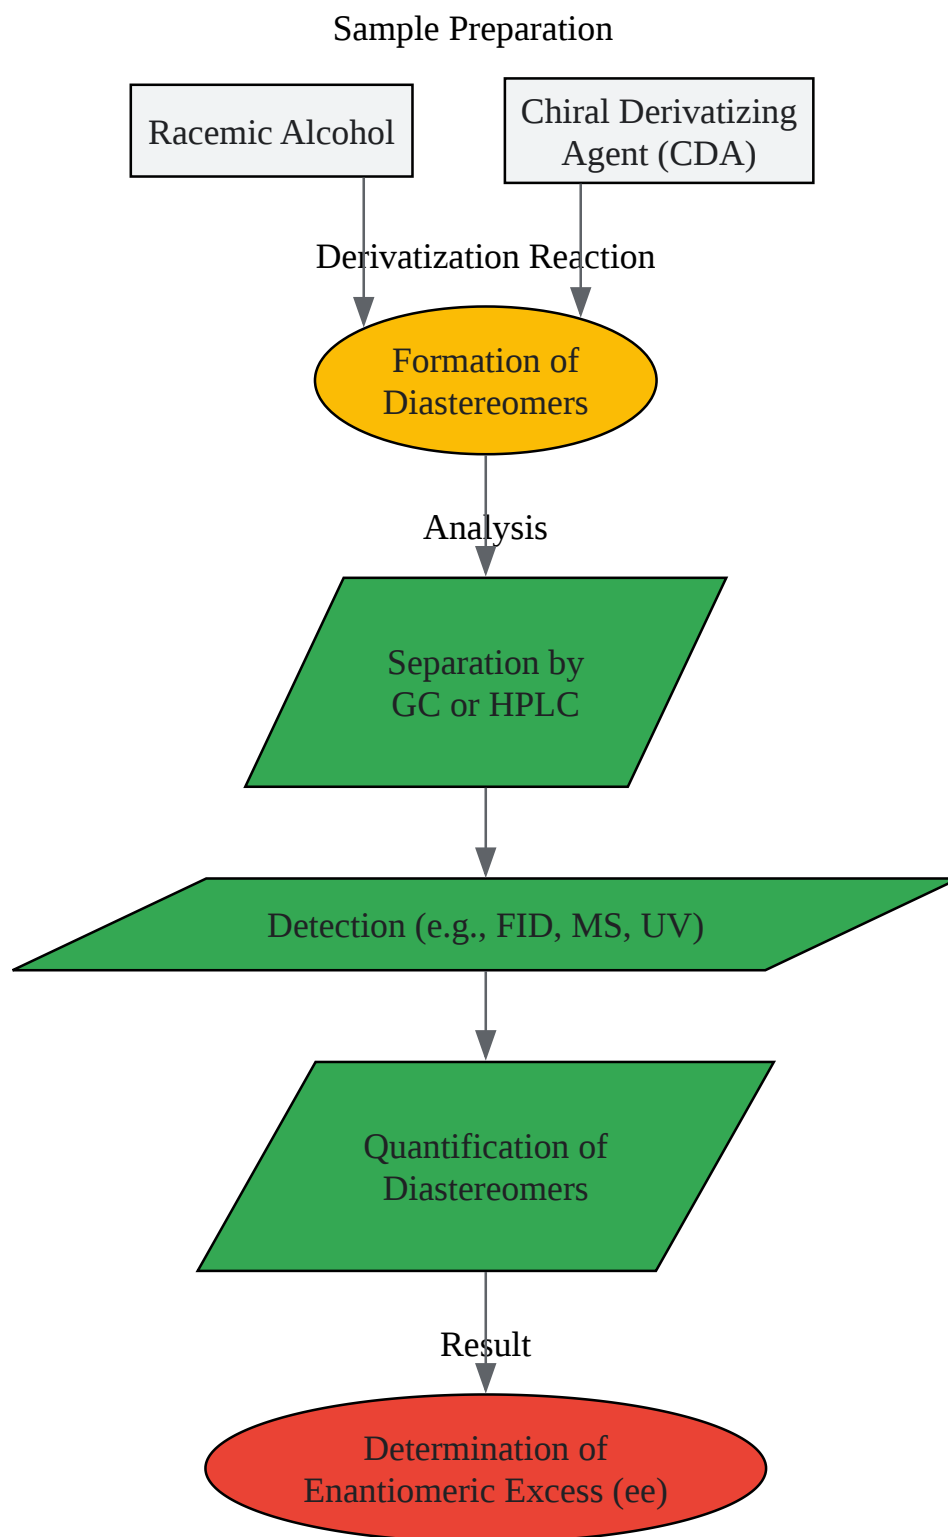 Sample Preparation
Racemic Alcohol
Chiral Derivatizing
Agent (CDA)
Derivatization Reaction
Formation of
Diastereomers
Analysis
Separation by
GC or HPLC
Detection (e.g., FID, MS, UV)
Quantification of
Diastereomers
Result
Determination of
Enantiomeric Excess (ee)